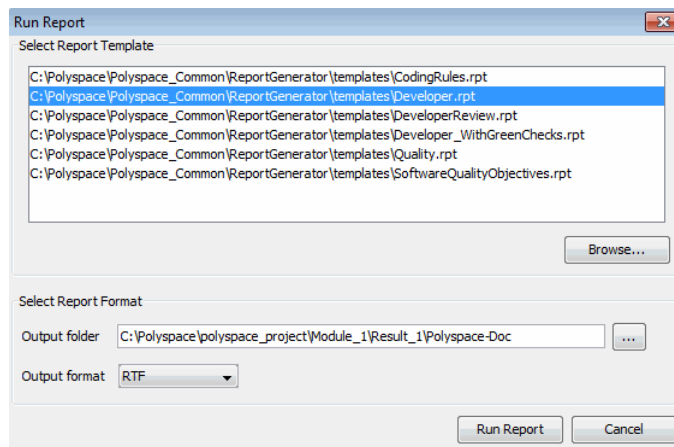 Run Report
Select Report Template
C:\Polyspace\Polyspace_Common\ReportGenerator\templates\CodingRules.rpt
C:\Polyspace\Polyspace_Common\ReportGenerator\templates\Developer.rpt
C:\Polyspace\Polyspace_Common\ReportGenerator\templates\DeveloperReview.rpt
C:\Polyspace\Polyspace_Common\ReportGenerator\templates\Developer_WithGreenChecks.rpt
C:\Polyspace\Polyspace_Common\ReportGenerator\templates\Quality.rpt
C:\Polyspace\Polyspace_Common\ReportGenerator\templates\SoftwareQualityObjectives.rpt
Browse...
Select Report Format
Output folder C:\Polyspace\polyspace_project\Module_1\Result_1\Polyspace-Doc ...
Output format RTF
Run Report Cancel